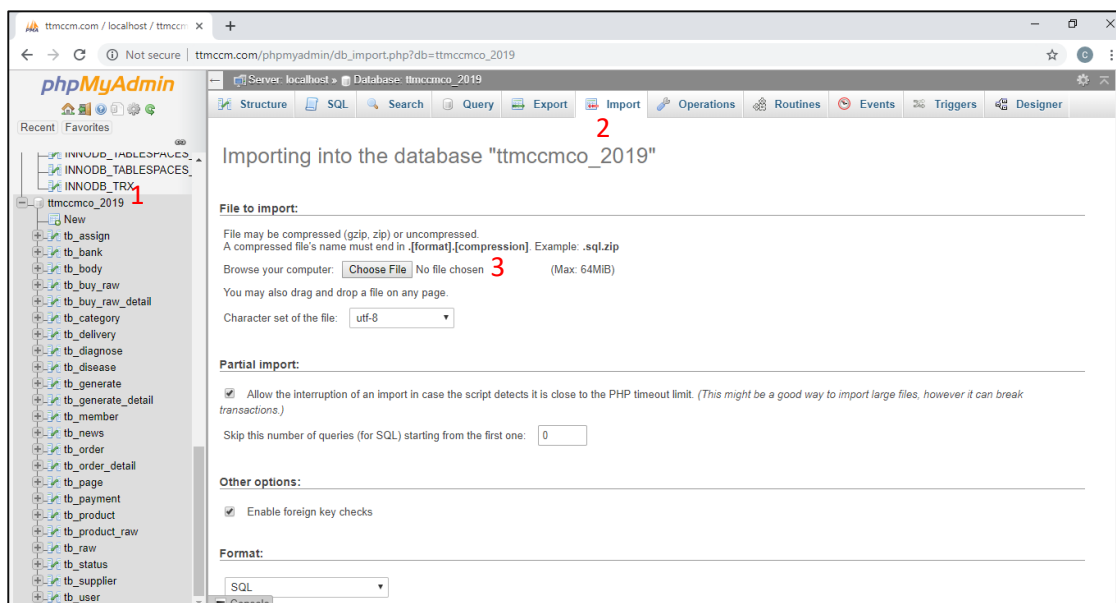 ttmccm.com / localhost / ttmccm
Not secure | ttmccm.com/phpmyadmin/db_import.php?db=ttmccmco_2019
C
phpMyAdmin
Recent Favorites
INNODB_TABLESPACES_
INNODB_TABLESPACES_
INNODB_TRX
1
ttmccmco_2019
New
tb_assign
tb_bank
tb_body
tb_buy_raw
tb_buy_raw_detail
tb_category
tb_delivery
tb_diagnose
tb_disease
tb_generate
tb_generate_detail
tb_member
tb_news
tb_order
tb_order_detail
tb_page
tb_payment
tb_product
tb_product_raw
tb_raw
tb_status
tb_supplier
tb_user
Server: localhost » Database: ttmccmco_2019
Structure SQL Search Query Export Import Operations Routines Events Triggers Designer
2
Importing into the database "ttmccmco_2019"
File to import:
File may be compressed (gzip, zip) or uncompressed.
A compressed file's name must end in .[format].[compression]. Example: .sql.zip
Browse your computer: Choose File No file chosen 3 (Max: 64MiB)
You may also drag and drop a file on any page.
Character set of the file: utf-8
Partial import:
Allow the interruption of an import in case the script detects it is close to the PHP timeout limit. (This might be a good way to import large files, however it can break
transactions.)
Skip this number of queries (for SQL) starting from the first one: 0
Other options:
Enable foreign key checks
Format:
SQL
Console